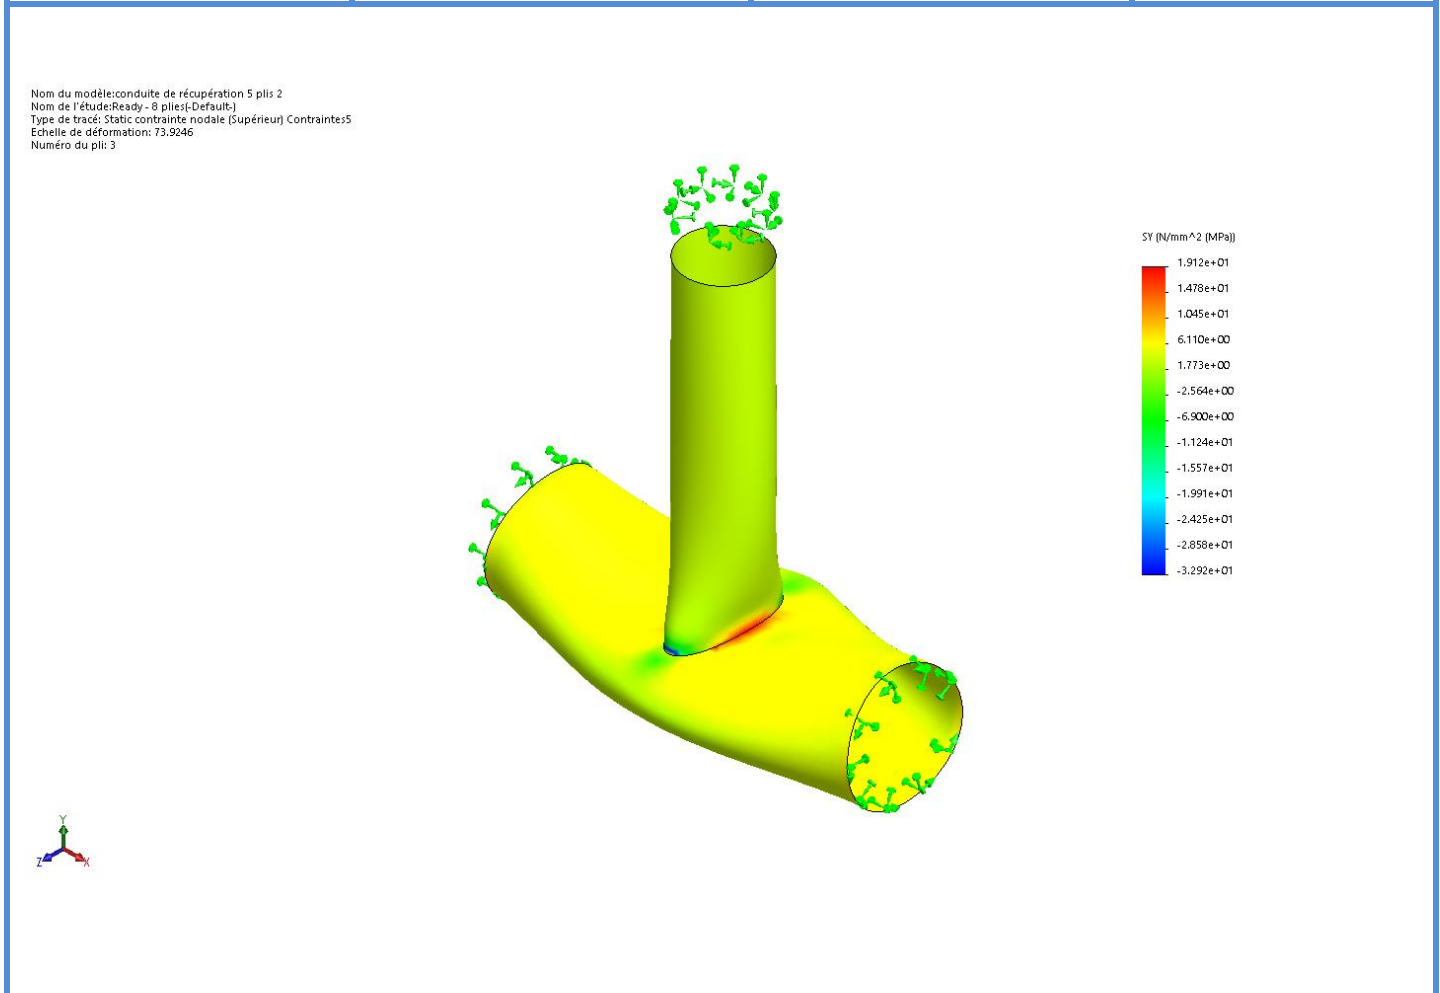 Nom du modèle:conduite de récupération 5 plis 2
Nom de l'étude:Ready - 8 plies(-Default-)
Type de tracé: Static contrainte nodale (Supérieur) Contraintes5
Echelle de déformation: 73.9246
Numéro du pli: 3
SY (N/mm^2 (MPa))
1.912e+01
1.478e+01
1.045e+01
6.110e+00
1.773e+00
-2.564e+00
-6.900e+00
-1.124e+01
-1.557e+01
-1.991e+01
-2.425e+01
-2.858e+01
-3.292e+01
Y
Z X